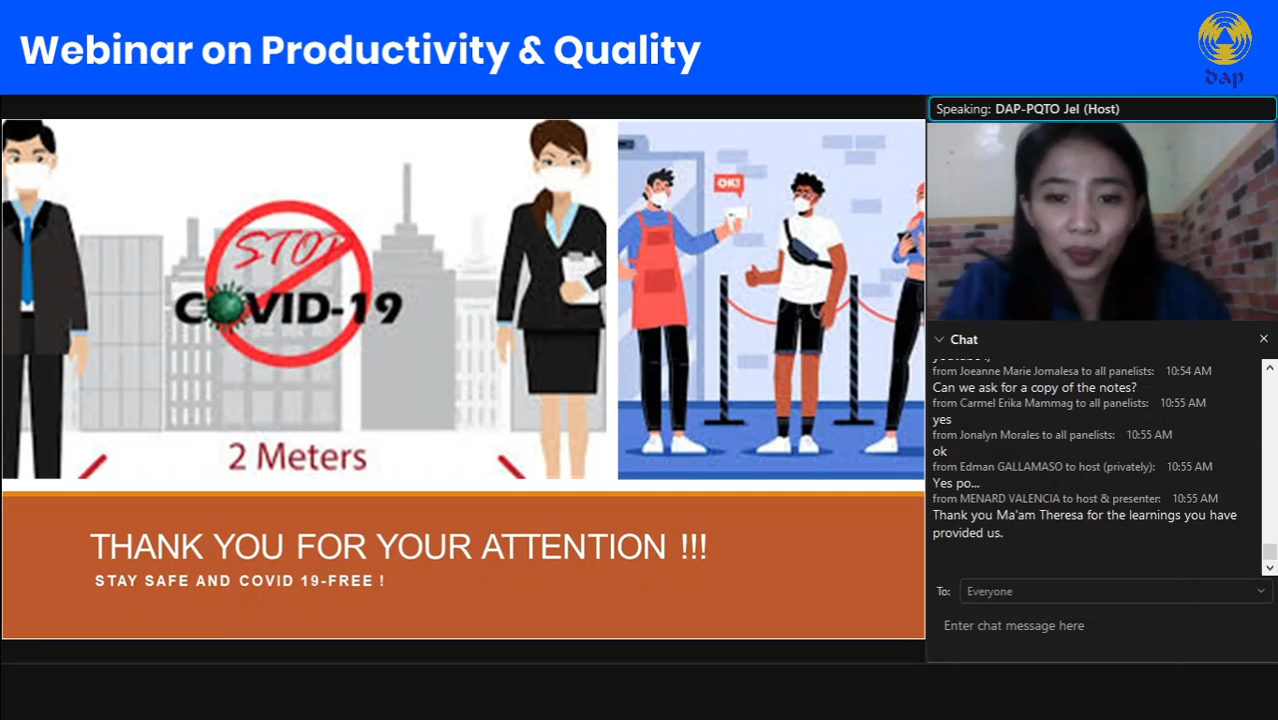 Webinar on Productivity & Quality
dap
Speaking: DAP-PQTO Jel (Host)
STOP
COVID-19
2 Meters
OK!
THANK YOU FOR YOUR ATTENTION !!!
STAY SAFE AND COVID 19-FREE !
Chat
from Joeanne Marie Jomalesa to all panelists: 10:54 AM
Can we ask for a copy of the notes?
from Carmel Erika Mammag to all panelists: 10:55 AM
yes
from Jonalyn Morales to all panelists: 10:55 AM
ok
from Edman GALLAMASO to host (privately): 10:55 AM
Yes po...
from MENARD VALENCIA to host & presenter: 10:55 AM
Thank you Ma'am Theresa for the learnings you have
provided us.
To: Everyone
Enter chat message here